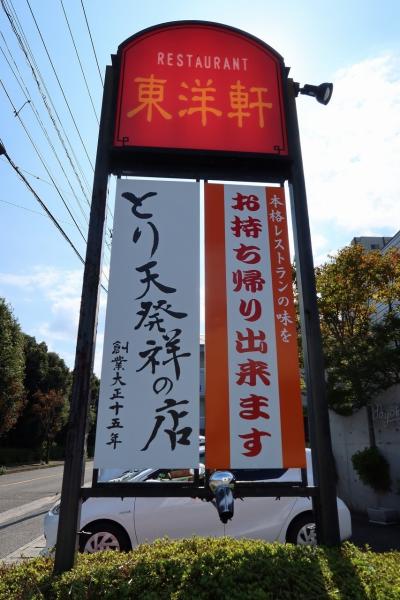 RESTAURANT
東洋軒
とり天発祥の店
創業大正十五年
本格レストランの味を
お持ち帰り出来ます